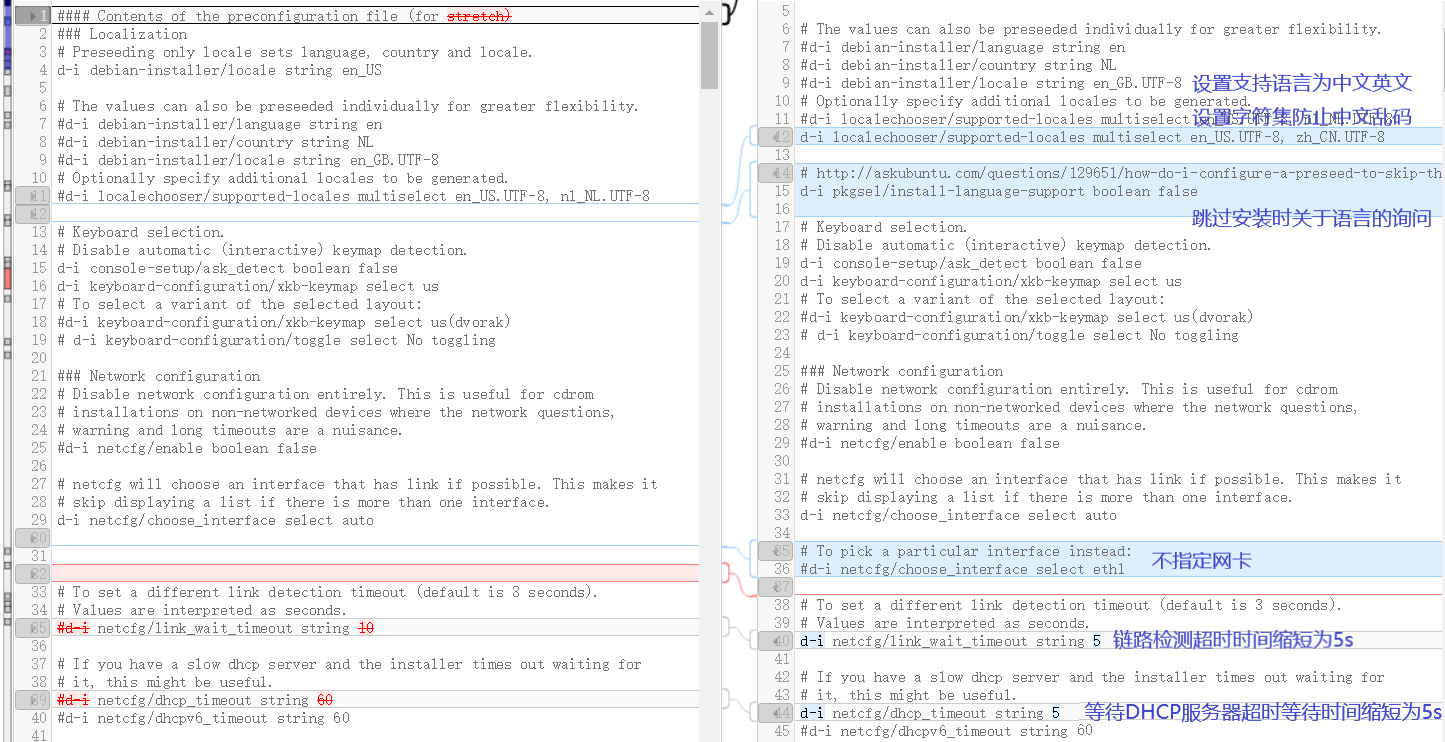 1 #### Contents of the preconfiguration file (for stretch)
2 ### Localization
3 # Preseeding only locale sets language, country and locale.
4 d-i debian-installer/locale string en_US
5
6 # The values can also be preseeded individually for greater flexibility.
7 #d-i debian-installer/language string en
8 #d-i debian-installer/country string NL
9 #d-i debian-installer/locale string en_GB.UTF-8
10 # Optionally specify additional locales to be generated.
11 #d-i localechooser/supported-locales multiselect en_US.UTF-8, nl_NL.UTF-8
12
13 # Keyboard selection.
14 # Disable automatic (interactive) keymap detection.
15 d-i console-setup/ask_detect boolean false
16 d-i keyboard-configuration/xkb-keymap select us
17 # To select a variant of the selected layout:
18 #d-i keyboard-configuration/xkb-keymap select us(dvorak)
19 # d-i keyboard-configuration/toggle select No toggling
20
21 ### Network configuration
22 # Disable network configuration entirely. This is useful for cdrom
23 # installations on non-networked devices where the network questions,
24 # warning and long timeouts are a nuisance.
25 #d-i netcfg/enable boolean false
26
27 # netcfg will choose an interface that has link if possible. This makes it
28 # skip displaying a list if there is more than one interface.
29 d-i netcfg/choose_interface select auto
30
31
32
33 # To set a different link detection timeout (default is 3 seconds).
34 # Values are interpreted as seconds.
35 #d-i netcfg/link_wait_timeout string 10
36
37 # If you have a slow dhcp server and the installer times out waiting for
38 # it, this might be useful.
39 #d-i netcfg/dhcp_timeout string 60
40 #d-i netcfg/dhcpv6_timeout string 60
41
5
6 # The values can also be preseeded individually for greater flexibility.
7 #d-i debian-installer/language string en
8 #d-i debian-installer/country string NL
9 #d-i debian-installer/locale string en_GB.UTF-8 设置支持语言为中文英文
10 # Optionally specify additional locales to be generated.
11 #d-i localechooser/supported-locales multiselect en_US.UTF-8, nl_NL.UTF-8
设置字符集防止中文乱码
12 d-i localechooser/supported-locales multiselect en_US.UTF-8, zh_CN.UTF-8
13
14 # http://askubuntu.com/questions/129651/how-do-i-configure-a-preseed-to-skip-th
15 d-i pkgsel/install-language-support boolean false
16
跳过安装时关于语言的询问
17 # Keyboard selection.
18 # Disable automatic (interactive) keymap detection.
19 d-i console-setup/ask_detect boolean false
20 d-i keyboard-configuration/xkb-keymap select us
21 # To select a variant of the selected layout:
22 #d-i keyboard-configuration/xkb-keymap select us(dvorak)
23 # d-i keyboard-configuration/toggle select No toggling
24
25 ### Network configuration
26 # Disable network configuration entirely. This is useful for cdrom
27 # installations on non-networked devices where the network questions,
28 # warning and long timeouts are a nuisance.
29 #d-i netcfg/enable boolean false
30
31 # netcfg will choose an interface that has link if possible. This makes it
32 # skip displaying a list if there is more than one interface.
33 d-i netcfg/choose_interface select auto
34
35 # To pick a particular interface instead:
不指定网卡
36 #d-i netcfg/choose_interface select eth1
37
38 # To set a different link detection timeout (default is 3 seconds).
39 # Values are interpreted as seconds.
40 d-i netcfg/link_wait_timeout string 5 链路检测超时时间缩短为5s
41
42 # If you have a slow dhcp server and the installer times out waiting for
43 # it, this might be useful.
44 d-i netcfg/dhcp_timeout string 5 等待DHCP服务器超时等待时间缩短为5s
45 #d-i netcfg/dhcpv6_timeout string 60